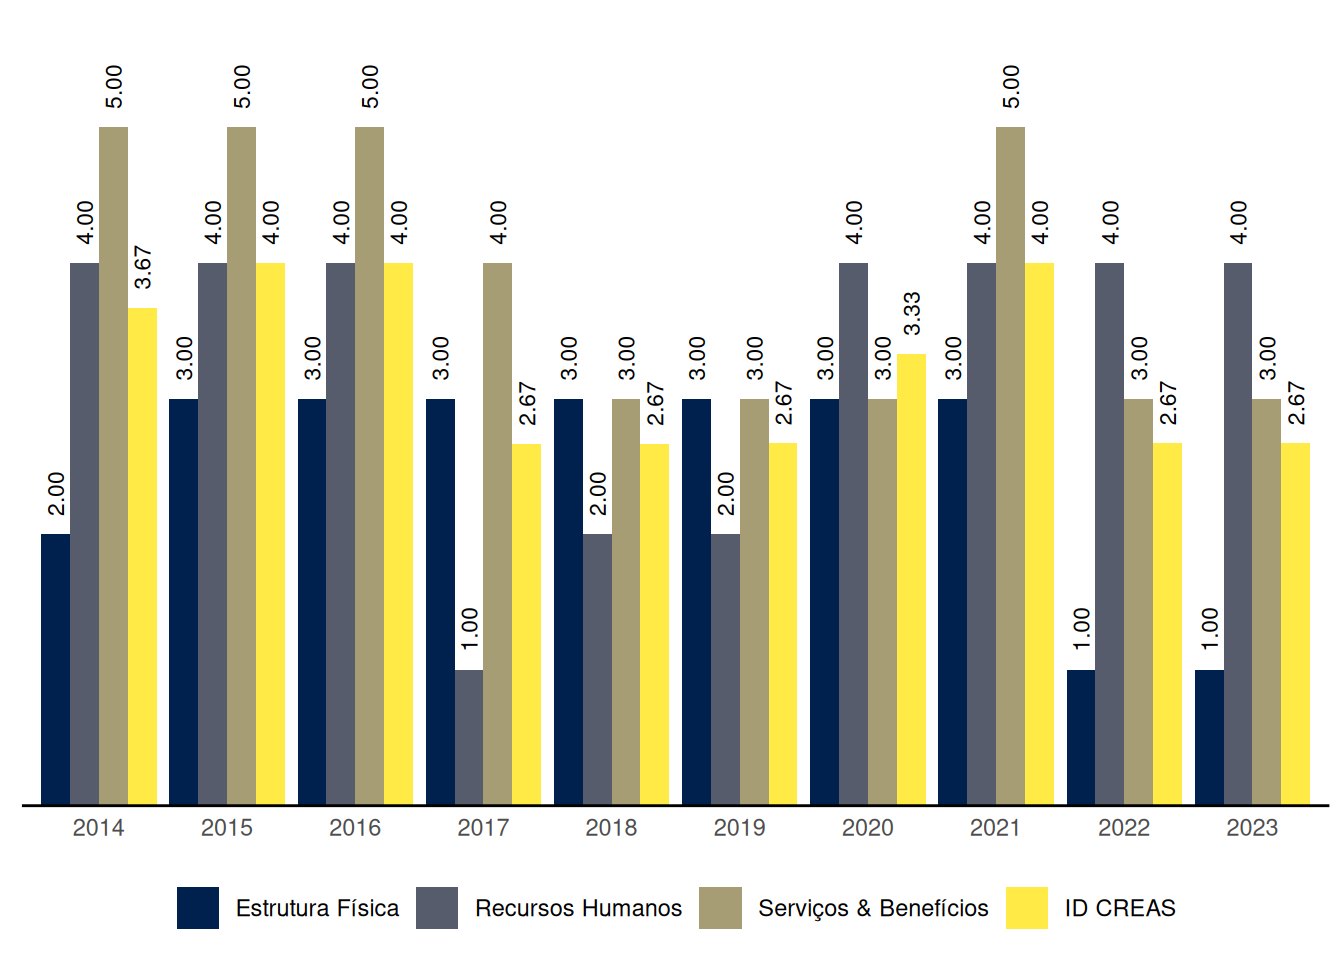 5.00 5.00 5.00 5.00
4.00 4.00 4.00 4.00 4.00 4.00 4.00 4.00 4.00 4.00 4.00
3.67
3.33
3.00 3.00 3.00 3.00 3.00 3.00 3.00 3.00 3.00 3.00 3.00
2.67 2.67 2.67 2.67 2.67
2.00 2.00 2.00
1.00 1.00 1.00
2014 2015 2016 2017 2018 2019 2020 2021 2022 2023
Estrutura Física Recursos Humanos Serviços & Benefícios ID CREAS